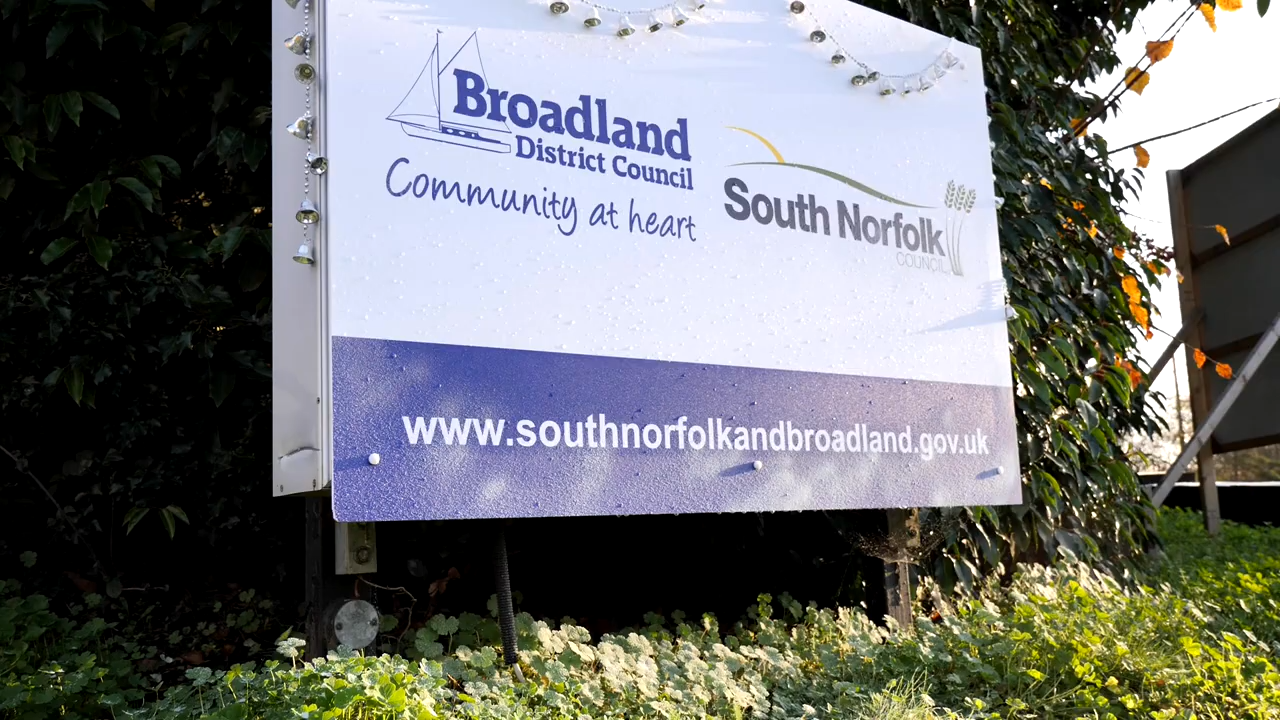 Broadland
District Council
Community at heart
South Norfolk
COUNCIL
www.southnorfolkandbroadland.gov.uk